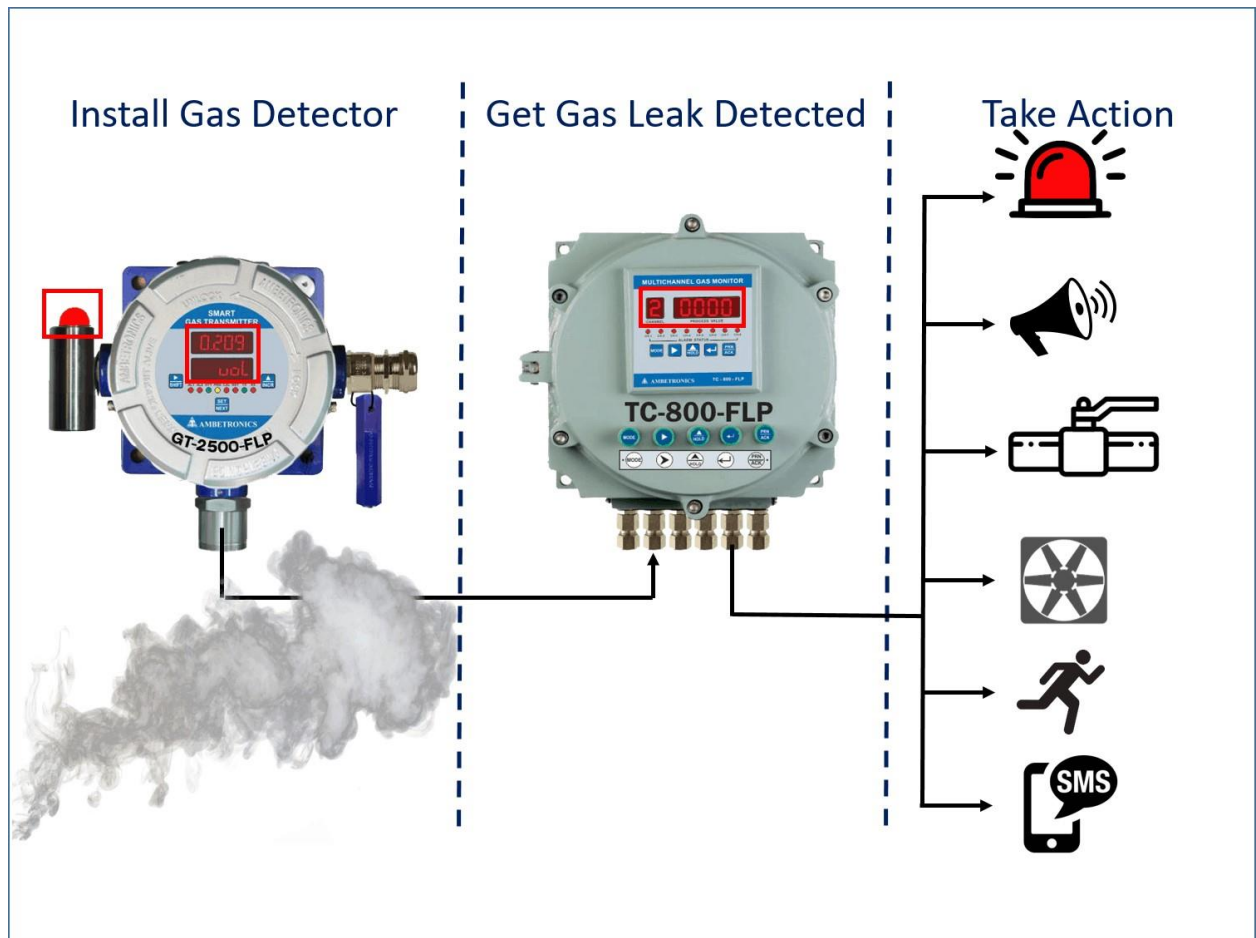 Install Gas Detector
Get Gas Leak Detected
Take Action
SMART
GAS TRANSMITTER
0.209
vol
SHIFT
INCR
SET
NEXT
AMBETRONICS
GT-2500-FLP
MULTICHANNEL GAS MONITOR
2 0000
CHANNEL PROCESS VALUE
ALARM STATUS
MODE HOLD PRN ACK
AMBETRONICS TC-800-FLP
TC-800-FLP
MODE HOLD PRN ACK
MODE HOLD PRN ACK
SMS